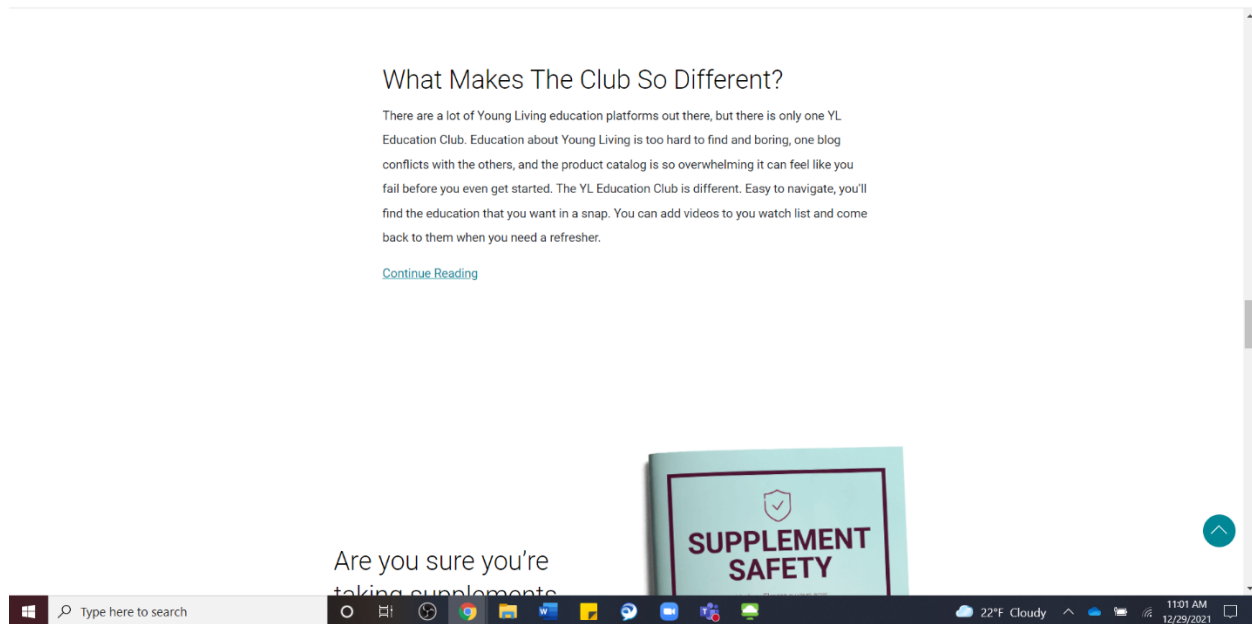 What Makes The Club So Different?
There are a lot of Young Living education platforms out there, but there is only one YL
Education Club. Education about Young Living is too hard to find and boring, one blog
conflicts with the others, and the product catalog is so overwhelming it can feel like you
fail before you even get started. The YL Education Club is different. Easy to navigate, you'll
find the education that you want in a snap. You can add videos to you watch list and come
back to them when you need a refresher.
Continue Reading
Are you sure you're
taking supplements
SUPPLEMENT
SAFETY
Type here to search
22°F Cloudy
11:01 AM
12/29/2021